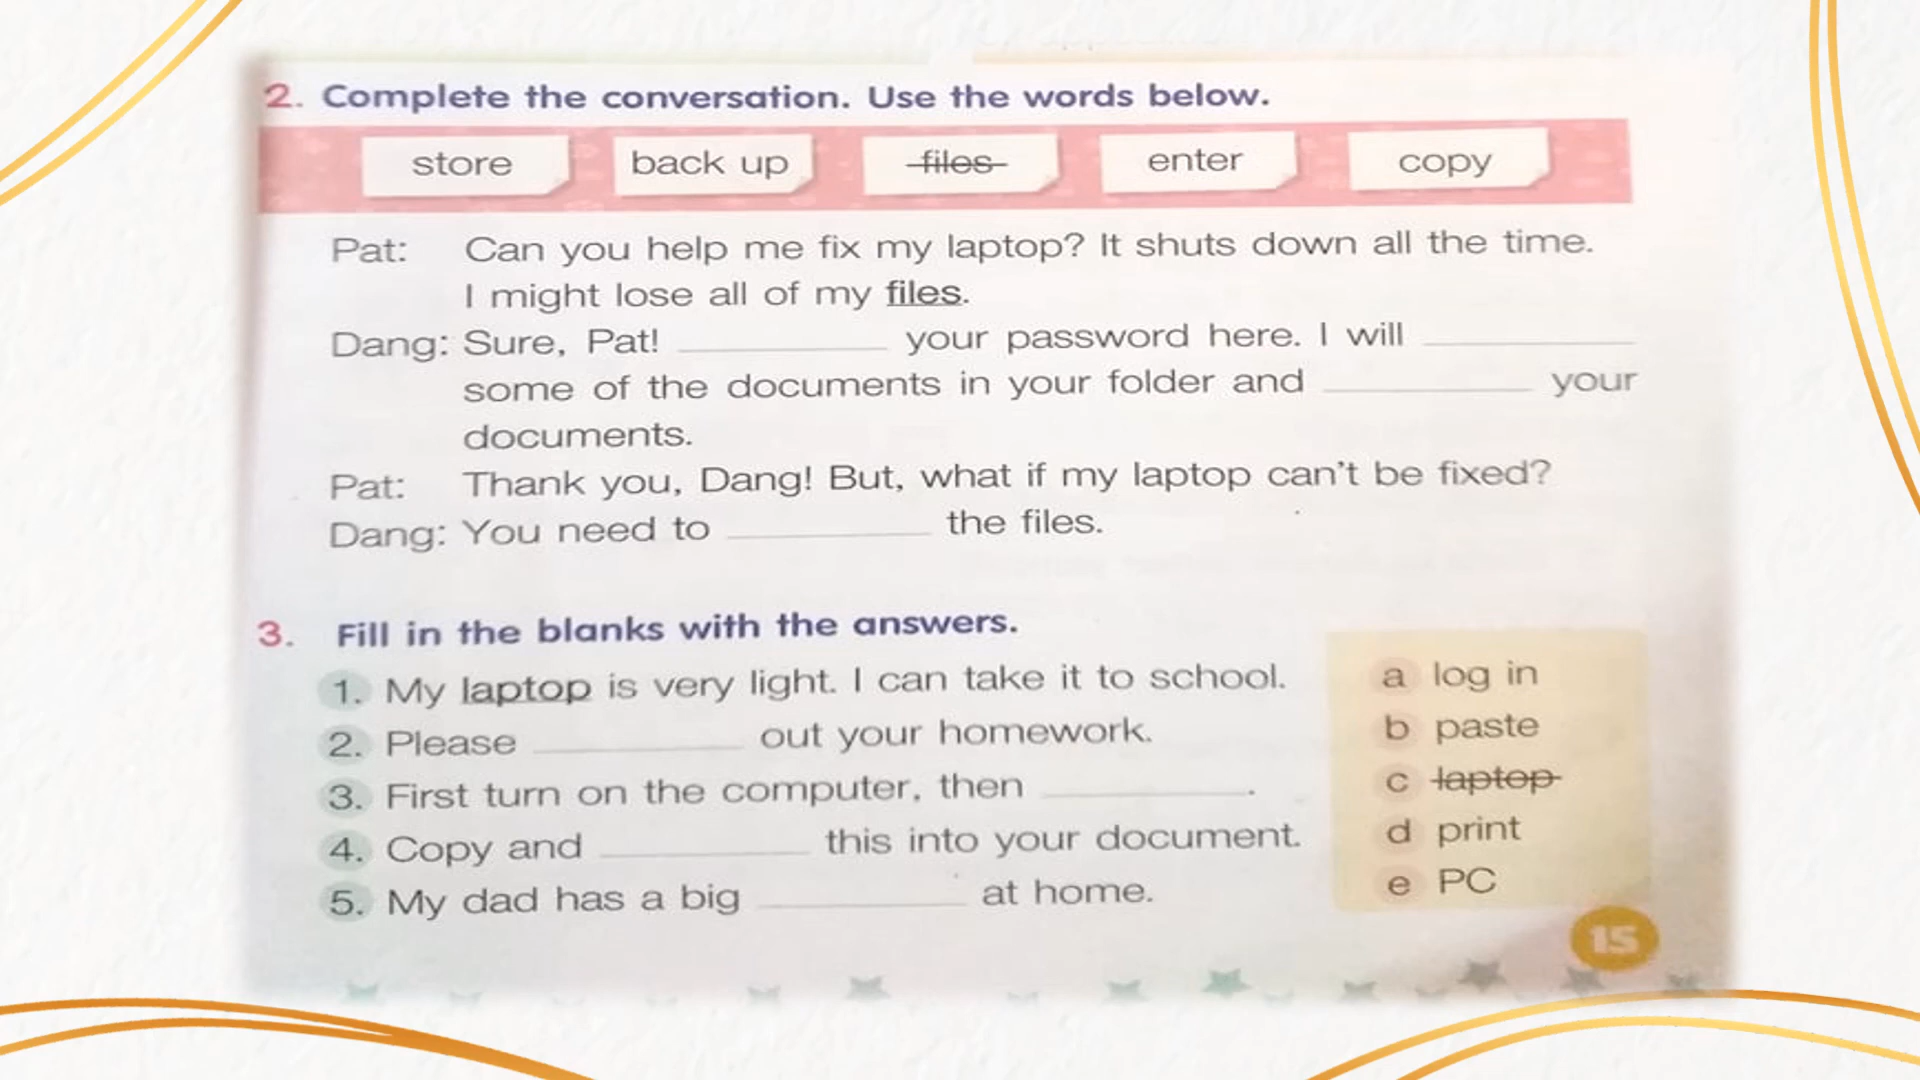 2. Complete the conversation. Use the words below.
store back up files enter copy
Pat: Can you help me fix my laptop? It shuts down all the time.
I might lose all of my files.
Dang: Sure, Pat! ________ your password here. I will ________
some of the documents in your folder and ________ your
documents.
Pat: Thank you, Dang! But, what if my laptop can't be fixed?
Dang: You need to ________ the files.
3. Fill in the blanks with the answers.
1. My laptop is very light. I can take it to school.
2. Please ________ out your homework.
3. First turn on the computer, then ________.
4. Copy and ________ this into your document.
5. My dad has a big ________ at home.
a log in
b paste
c laptop
d print
e PC
15